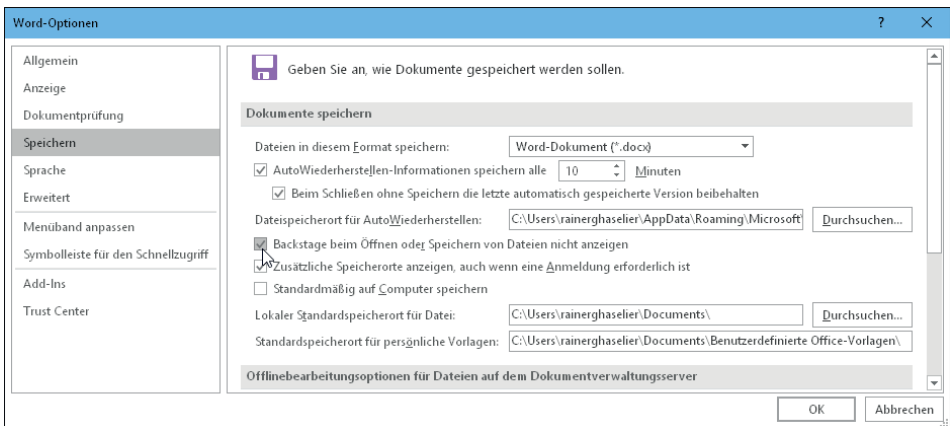 Word-Optionen ? ×
Allgemein
Anzeige
Dokumentprüfung
Speichern
Sprache
Erweitert
Menüband anpassen
Symbolleiste für den Schnellzugriff
Add-Ins
Trust Center
Geben Sie an, wie Dokumente gespeichert werden sollen.
Dokumente speichern
Dateien in diesem Format speichern: Word-Dokument (*.docx)
AutoWiederherstellen-Informationen speichern alle 10 Minuten
Beim Schließen ohne Speichern die letzte automatisch gespeicherte Version beibehalten
Dateispeicherort für AutoWiederherstellen: C:\Users\rainerghaselier\AppData\Roaming\Microsoft\ Durchsuchen...
Backstage beim Öffnen oder Speichern von Dateien nicht anzeigen
Zusätzliche Speicherorte anzeigen, auch wenn eine Anmeldung erforderlich ist
Standardmäßig auf Computer speichern
Lokaler Standardspeicherort für Datei: C:\Users\rainerghaselier\Documents\ Durchsuchen...
Standardspeicherort für persönliche Vorlagen: C:\Users\rainerghaselier\Documents\Benutzerdefinierte Office-Vorlagen\
Offlinebearbeitungsoptionen für Dateien auf dem Dokumentverwaltungsserver
OK Abbrechen